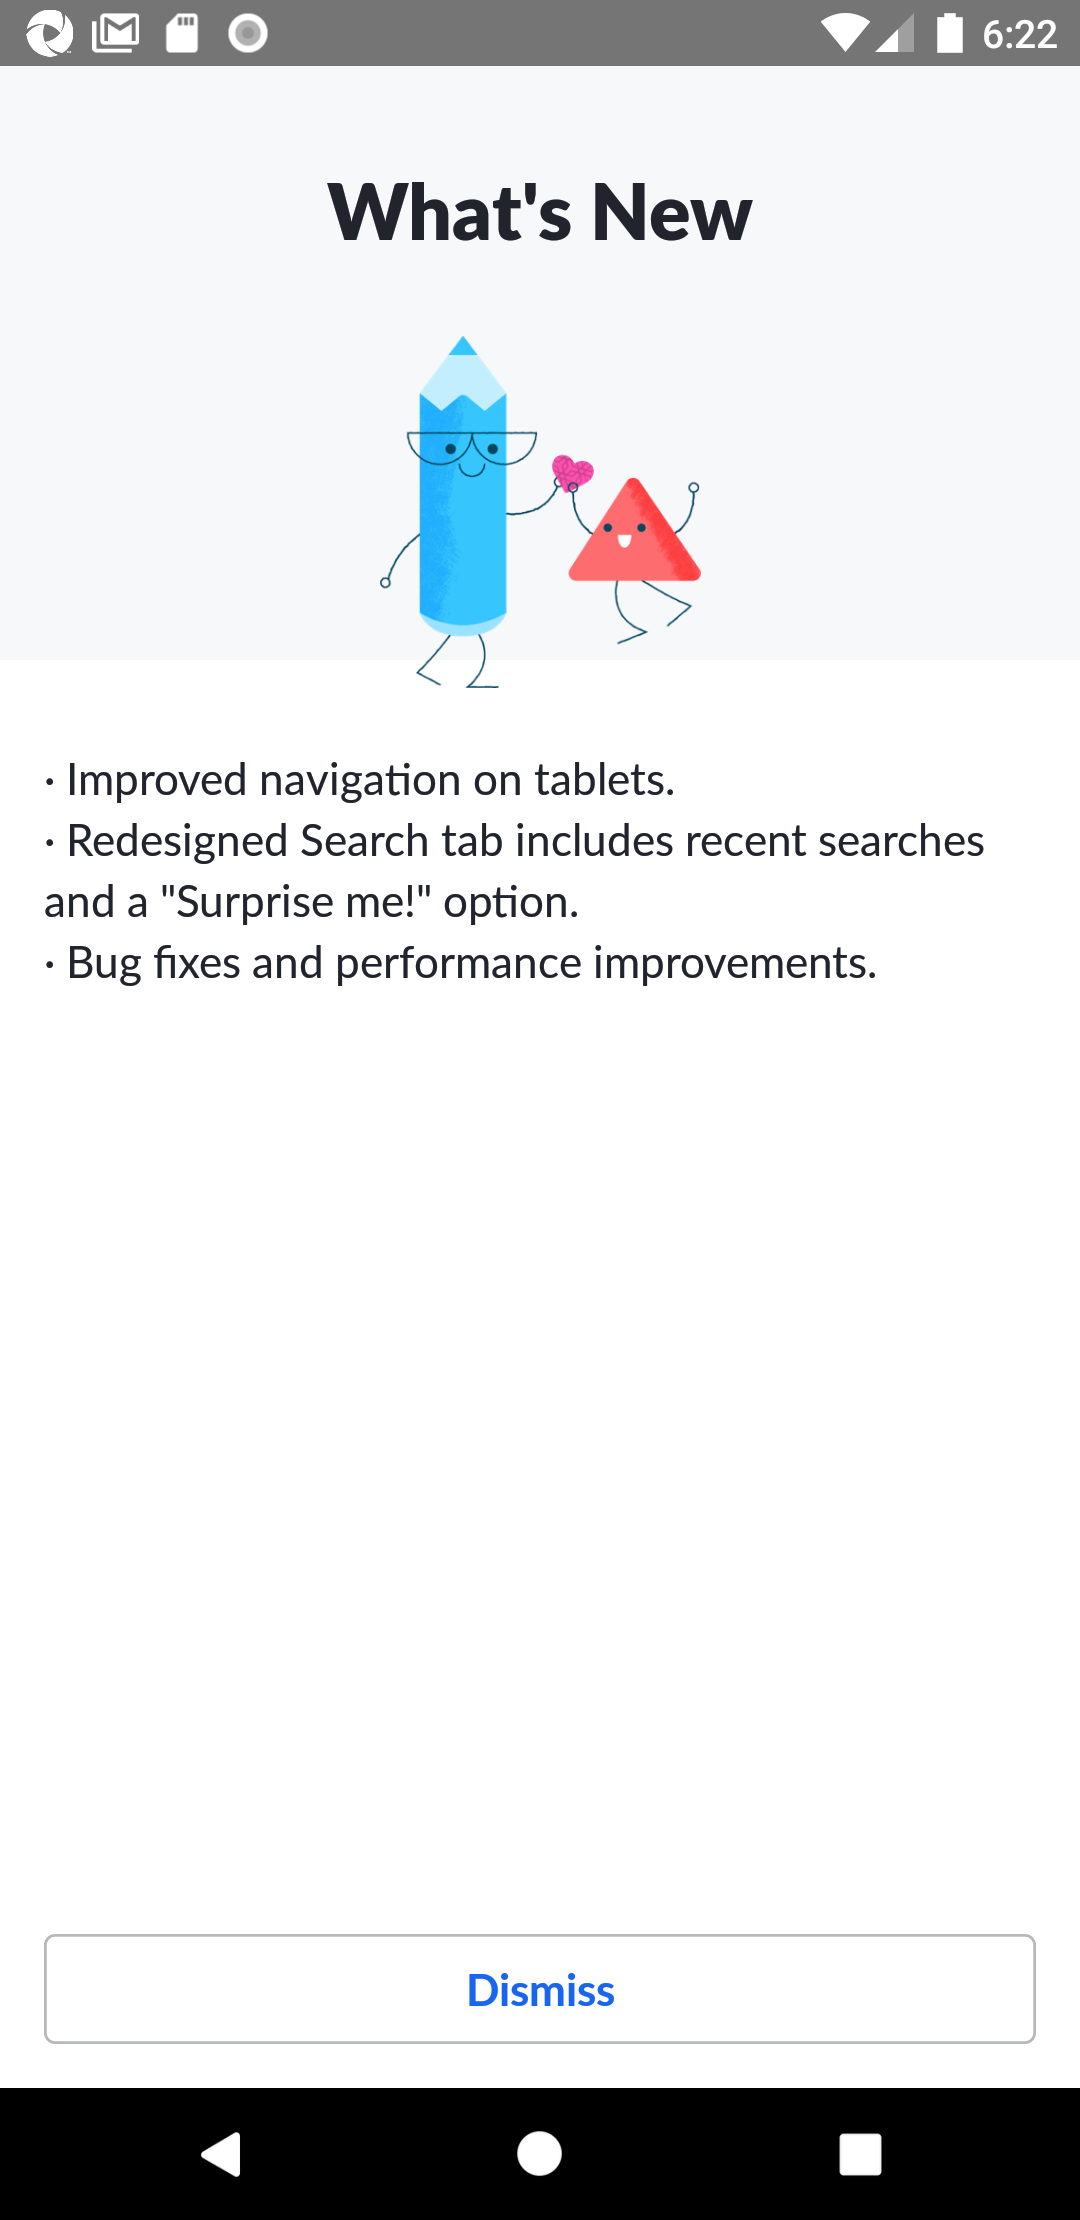 6:22
What's New
· Improved navigation on tablets.
· Redesigned Search tab includes recent searches
and a "Surprise me!" option.
· Bug fixes and performance improvements.
Dismiss